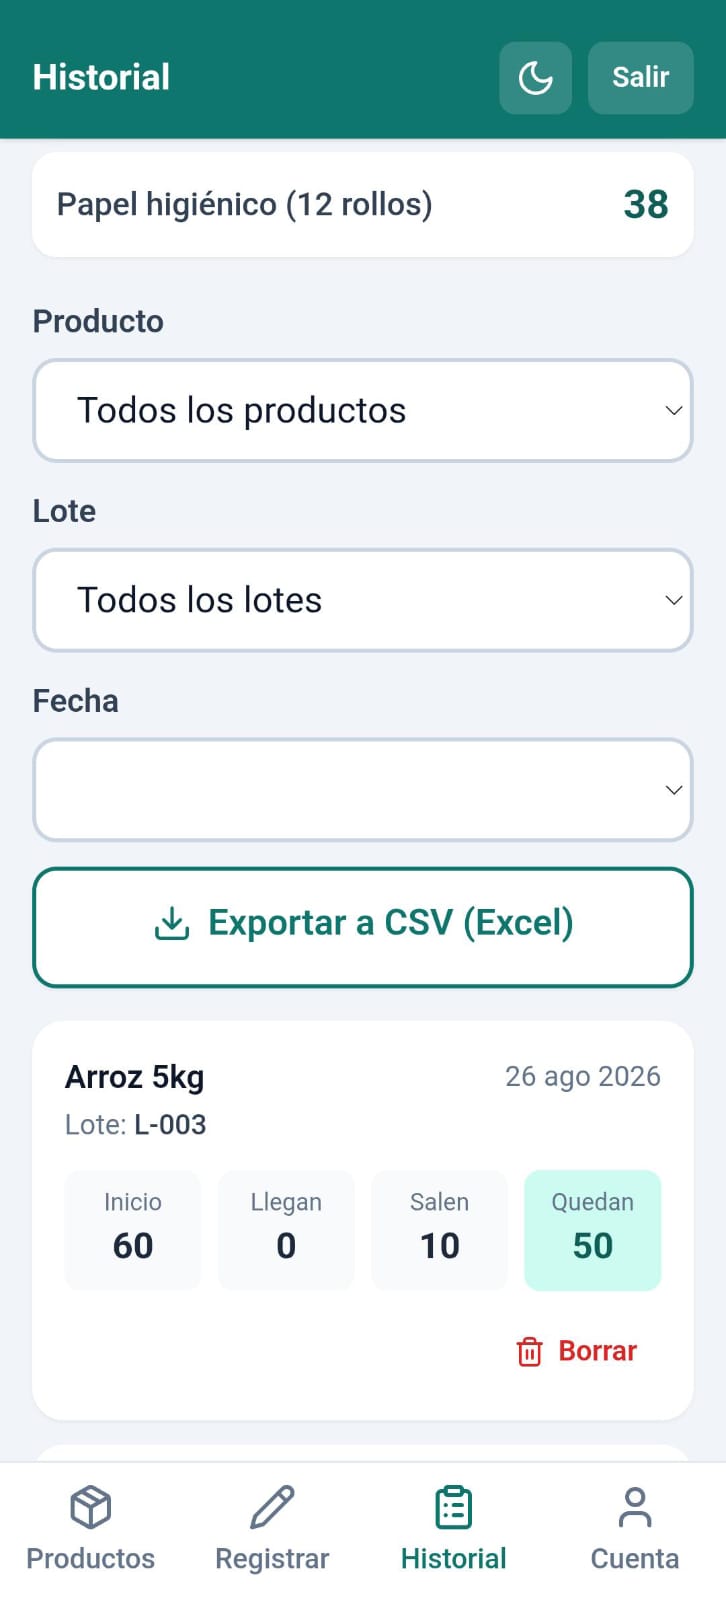 Historial
Salir
Papel higiénico (12 rollos) 38
Producto
Todos los productos
Lote
Todos los lotes
Fecha
Exportar a CSV (Excel)
Arroz 5kg 26 ago 2026
Lote: L-003
Inicio Llegan Salen Quedan
60 0 10 50
Borrar
Productos Registrar Historial Cuenta